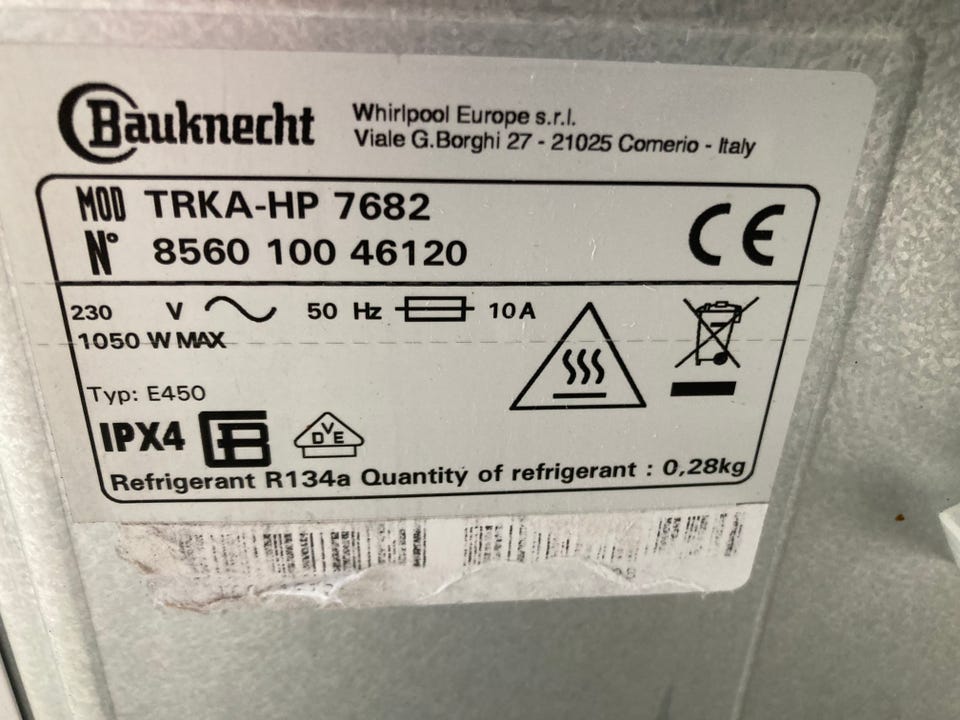 Bauknecht
Whirlpool Europe s.r.l.
Viale G.Borghi 27 - 21025 Comerio - Italy
MOD TRKA-HP 7682
N° 8560 100 46120
CE
230 V 50 Hz 10 A
1050 W MAX
Typ: E450
IPX4
DVE
Refrigerant R134a Quantity of refrigerant : 0,28kg